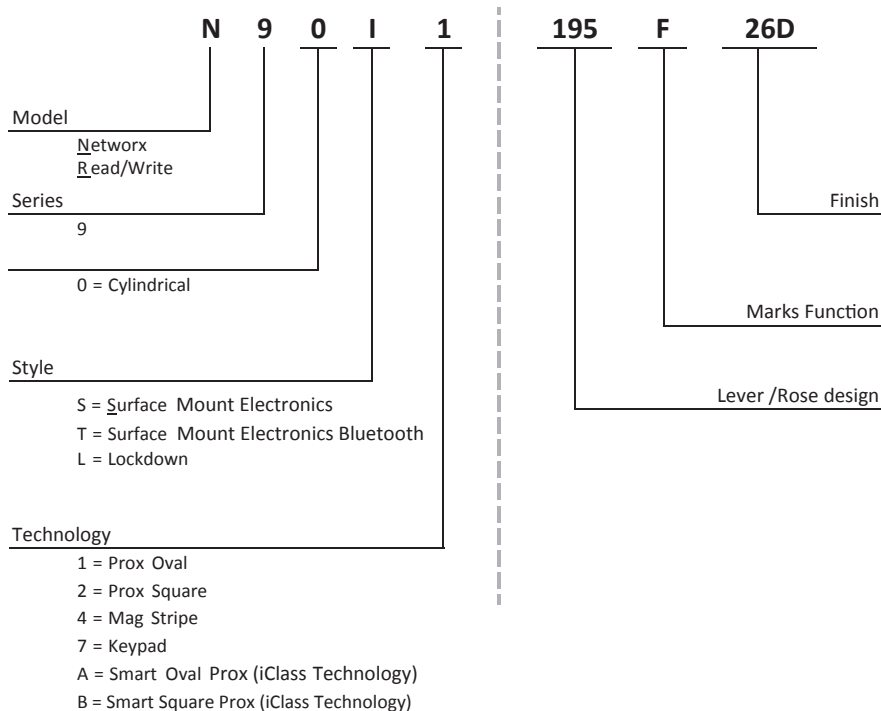 N 9 0 I 1 195 F 26D
Model
Networx
Read/Write
Series
9
0 = Cylindrical
Style
S = Surface Mount Electronics
T = Surface Mount Electronics Bluetooth
L = Lockdown
Technology
1 = Prox Oval
2 = Prox Square
4 = Mag Stripe
7 = Keypad
A = Smart Oval Prox (iClass Technology)
B = Smart Square Prox (iClass Technology)
Finish
Marks Function
Lever /Rose design